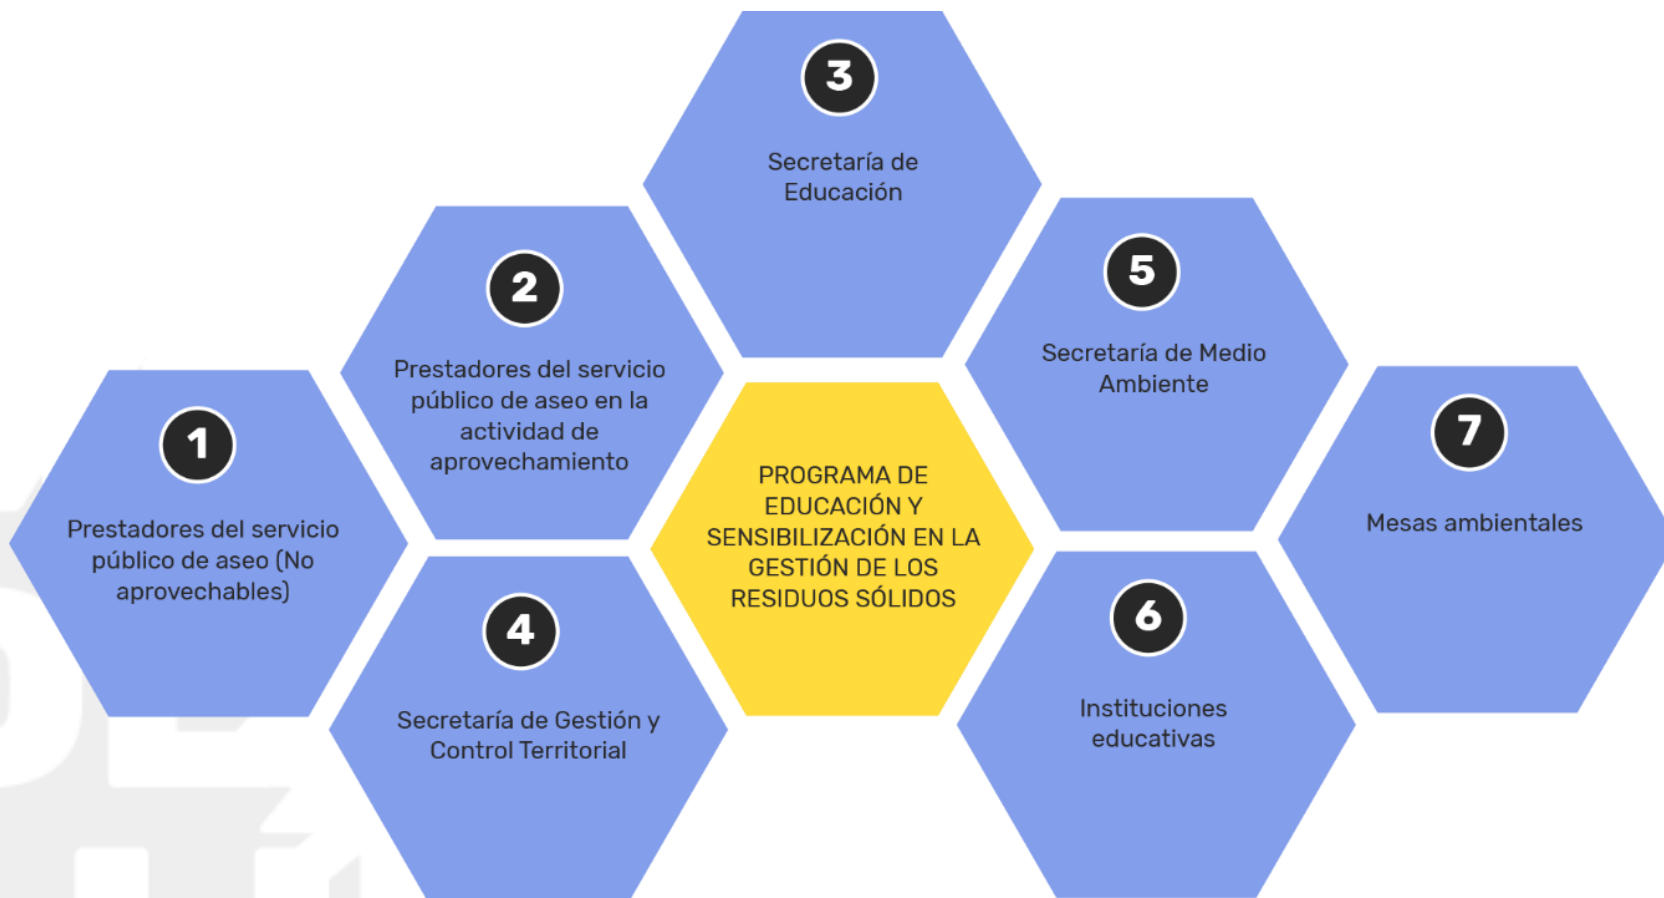 1
Prestadores del servicio
público de aseo (No
aprovechables)
2
Prestadores del servicio
público de aseo en la
actividad de
aprovechamiento
3
Secretaría de
Educación
4
Secretaría de Gestión y
Control Territorial
PROGRAMA DE
EDUCACIÓN Y
SENSIBILIZACIÓN EN LA
GESTIÓN DE LOS
RESIDUOS SÓLIDOS
5
Secretaría de Medio
Ambiente
6
Instituciones
educativas
7
Mesas ambientales